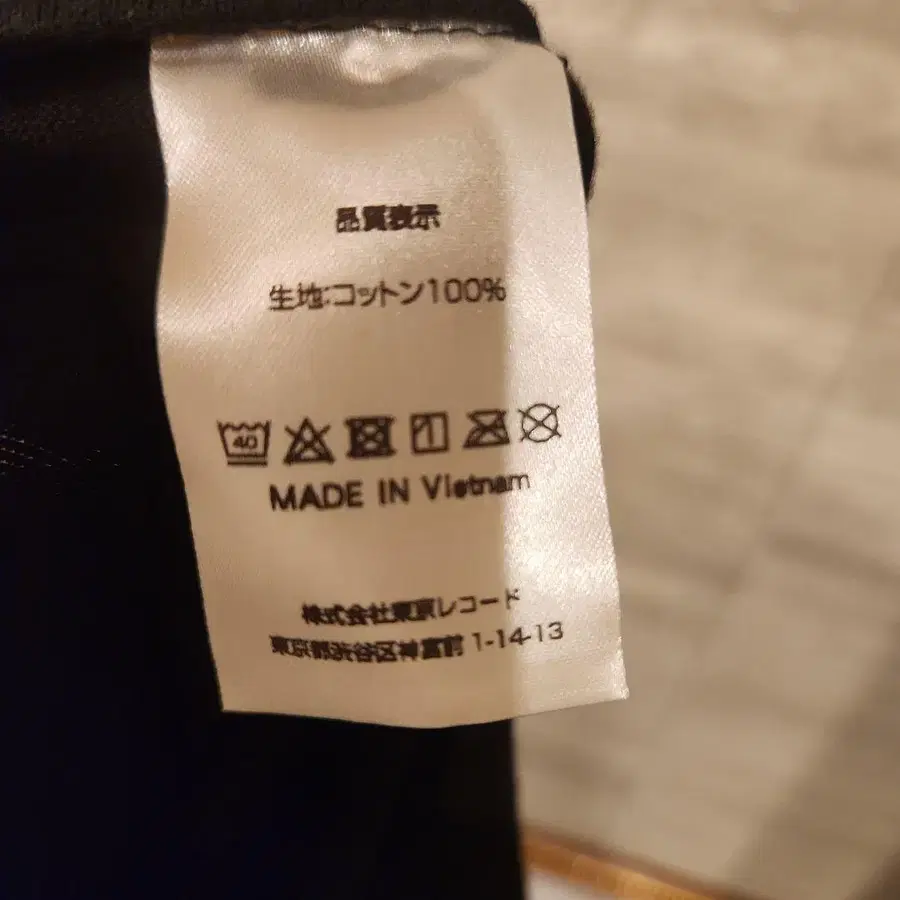 品質表示
生地:コットン100%
40 1
MADE IN Vietnam
株式会社東京レコード
東京都渋谷区神宮前 1-14-13